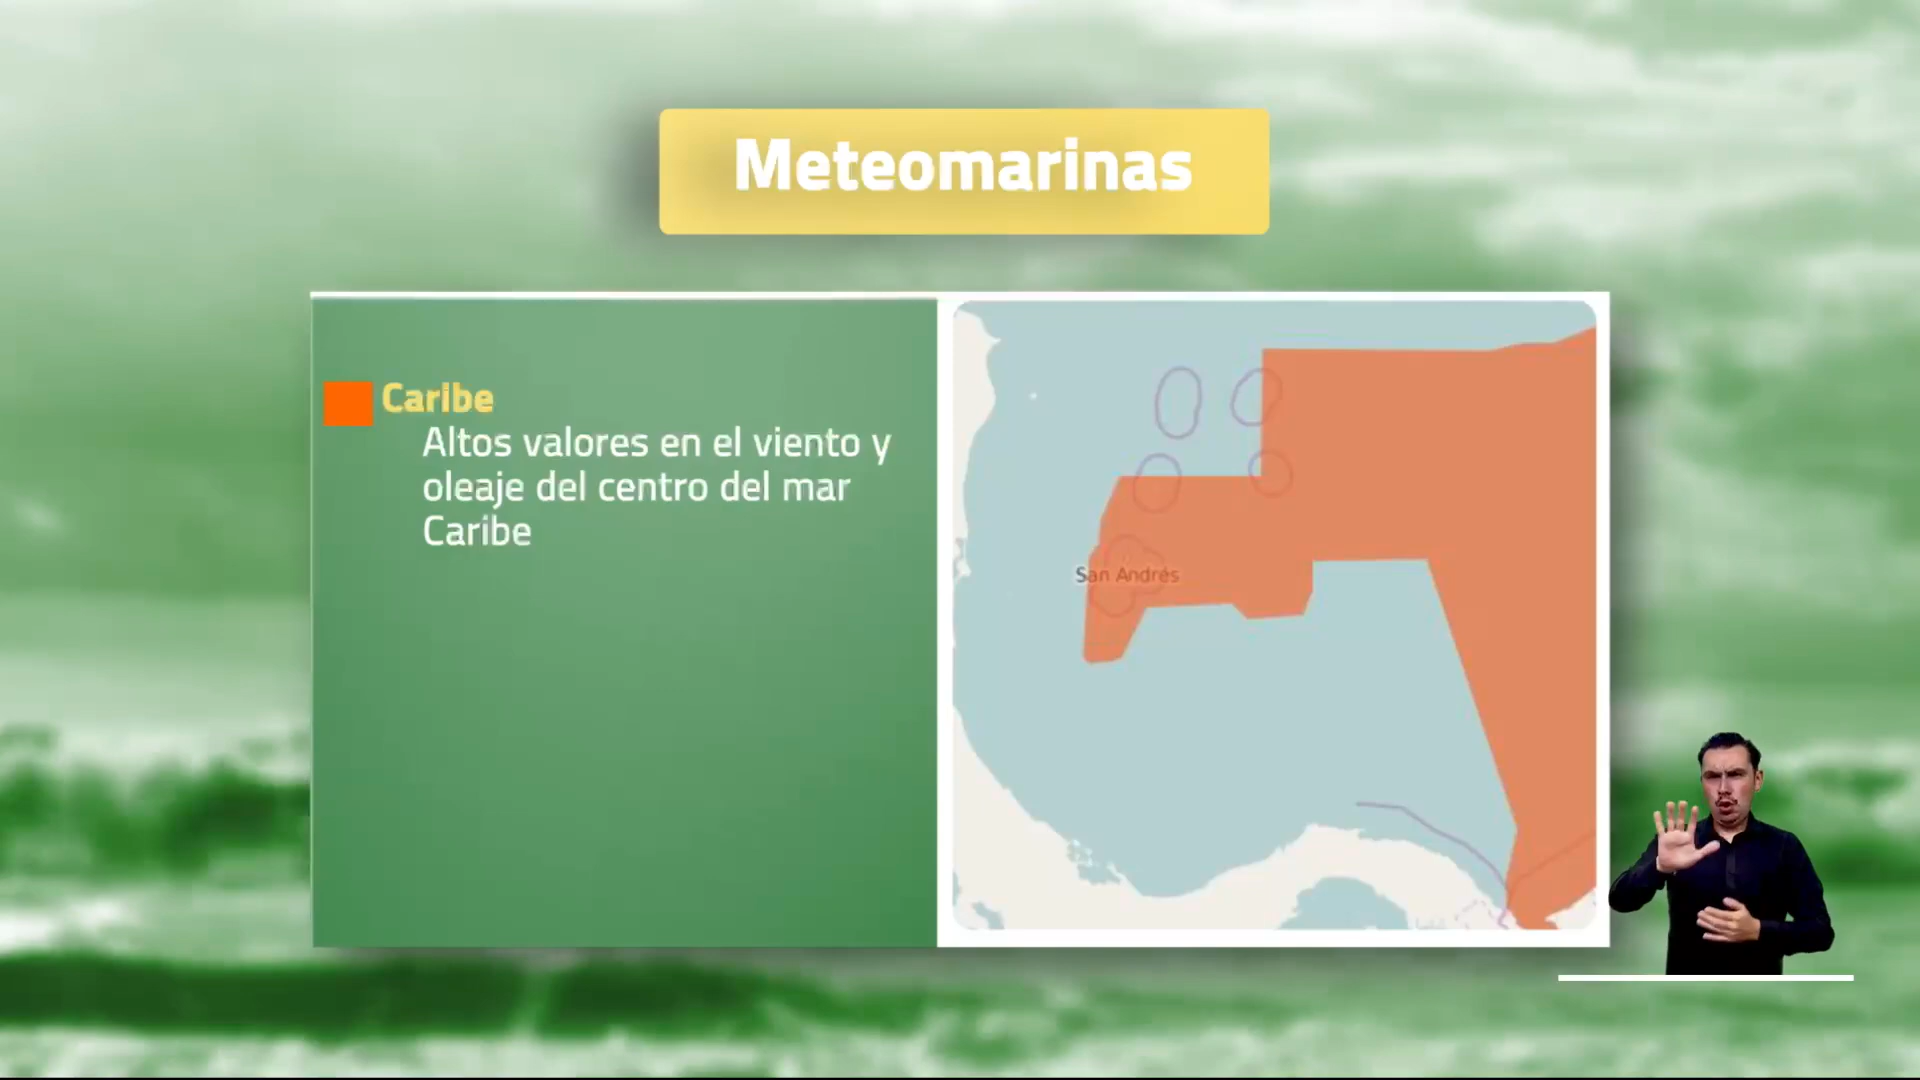 Meteomarinas
Caribe
Altos valores en el viento y
oleaje del centro del mar
Caribe
San Andrés